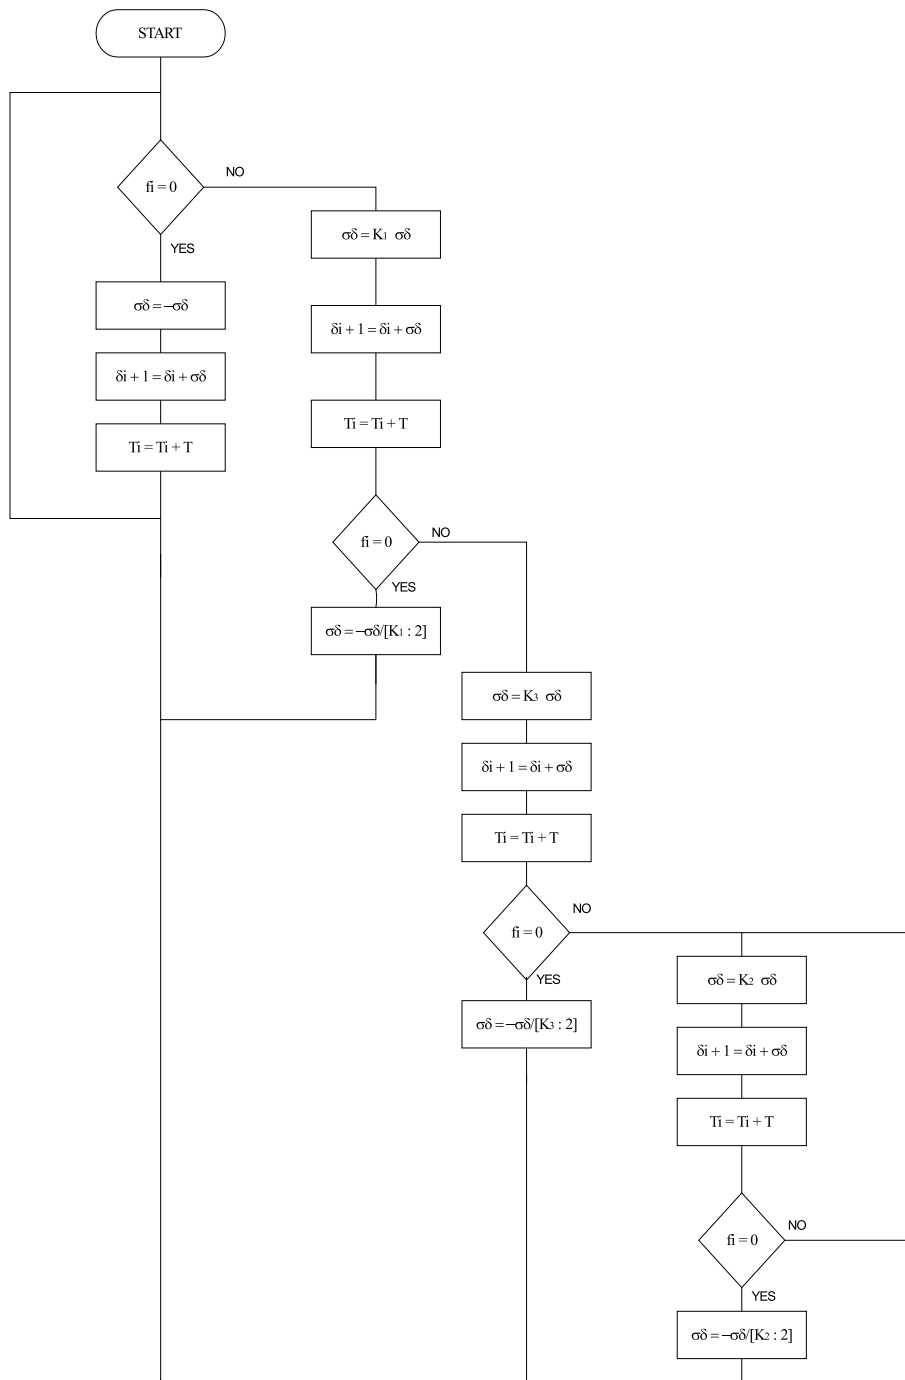 START
fi = 0
NO
YES
σδ = –σδ
δi + 1 = δi + σδ
Ti = Ti + T
σδ = K1 σδ
δi + 1 = δi + σδ
Ti = Ti + T
fi = 0
NO
YES
σδ = –σδ/[K1 : 2]
σδ = K3 σδ
δi + 1 = δi + σδ
Ti = Ti + T
fi = 0
NO
YES
σδ = –σδ/[K3 : 2]
σδ = K2 σδ
δi + 1 = δi + σδ
Ti = Ti + T
fi = 0
NO
YES
σδ = –σδ/[K2 : 2]